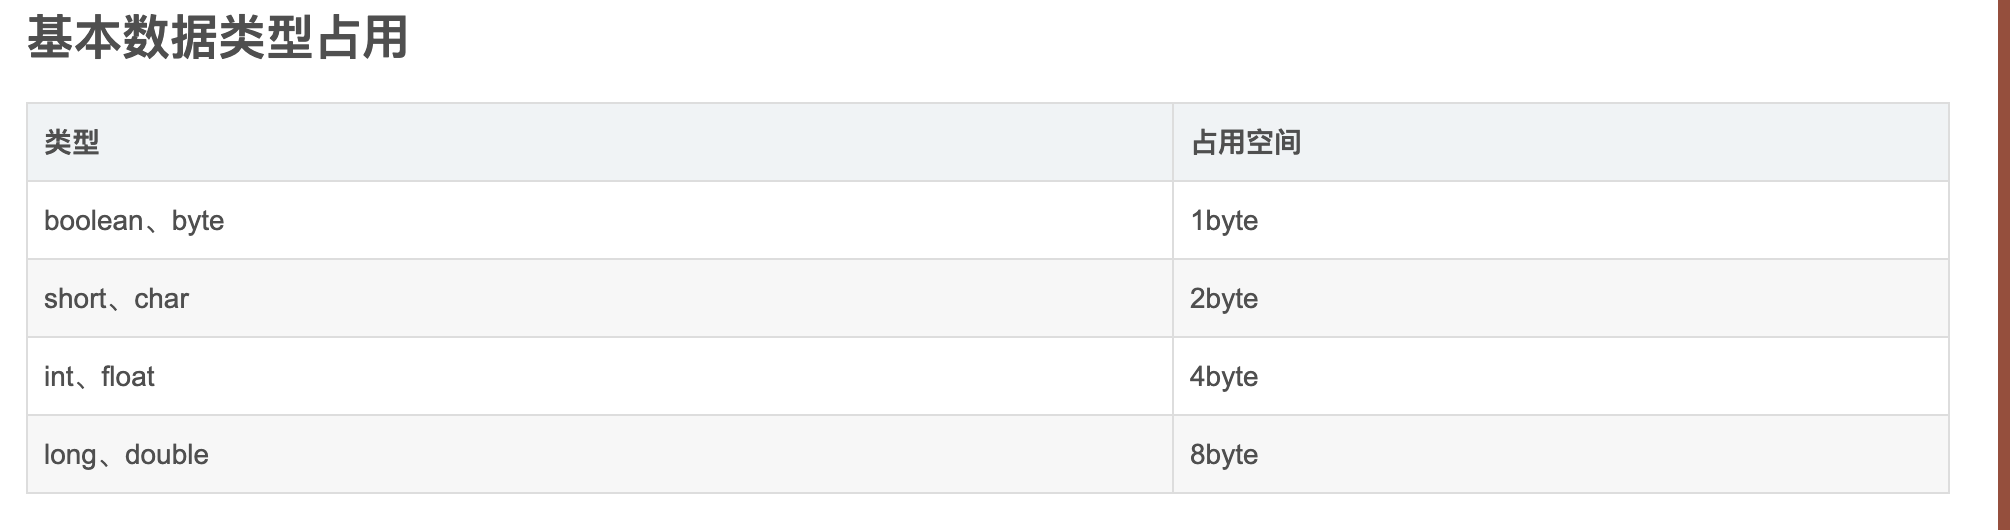 基本数据类型占用
类型 占用空间
boolean、byte 1byte
short、char 2byte
int、float 4byte
long、double 8byte